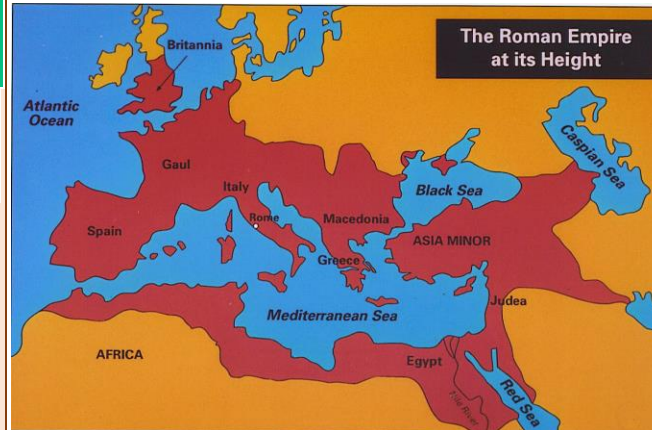 The Roman Empire
at its Height
Britannia
Atlantic
Ocean
Caspian Sea
Gaul
Italy
Black Sea
Rome
Macedonia
Spain
ASIA MINOR
Greece
Judea
Mediterranean Sea
AFRICA
Egypt
Red Sea
Nile River